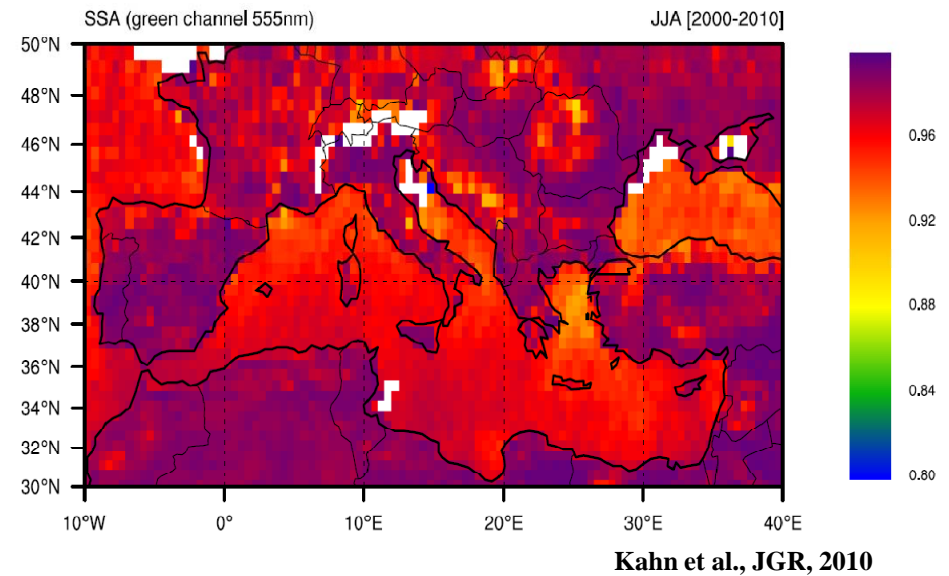 SSA (green channel 555nm) JJA [2000-2010]
50°N
48°N
46°N
44°N
42°N
40°N
38°N
36°N
34°N
32°N
30°N
10°W 0° 10°E 20°E 30°E 40°E
0.96
0.92
0.88
0.84
0.80
Kahn et al., JGR, 2010